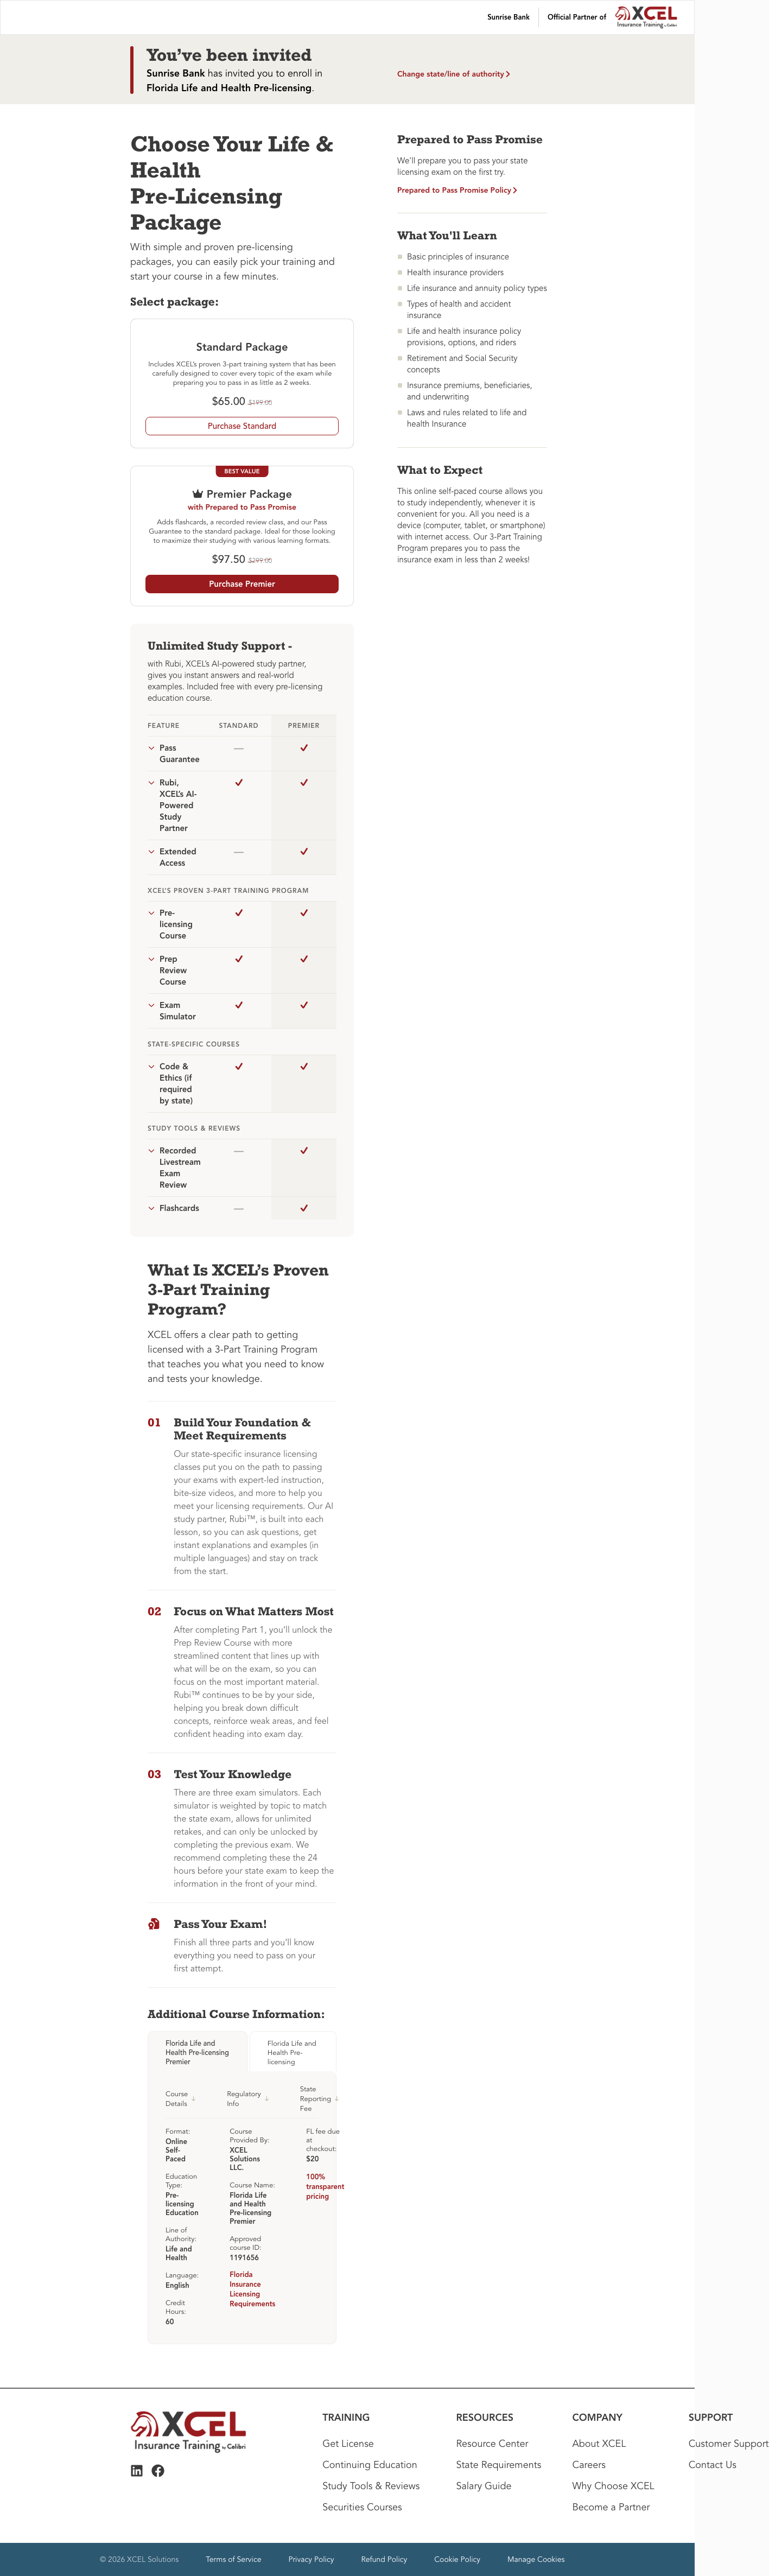 Sunrise Bank
Official Partner of
XCEL
Insurance Training by Colibri
You've been invited
Sunrise Bank has invited you to enroll in
Florida Life and Health Pre-licensing.
Change state/line of authority
Choose Your Life &
Health
Pre-Licensing
Package
With simple and proven pre-licensing
packages, you can easily pick your training and
start your course in a few minutes.
Select package:
Standard Package
Includes XCEL's proven 3-part training system that has been
carefully designed to cover every topic of the exam while
preparing you to pass in as little as 2 weeks.
$65.00 $199.00
Purchase Standard
BEST VALUE
Premier Package
with Prepared to Pass Promise
Adds flashcards, a recorded review class, and our Pass
Guarantee to the standard package. Ideal for those looking
to maximize their studying with various learning formats.
$97.50 $299.00
Purchase Premier
Prepared to Pass Promise
We'll prepare you to pass your state
licensing exam on the first try.
Prepared to Pass Promise Policy
What You'll Learn
Basic principles of insurance
Health insurance providers
Life insurance and annuity policy types
Types of health and accident
insurance
Life and health insurance policy
provisions, options, and riders
Retirement and Social Security
concepts
Insurance premiums, beneficiaries,
and underwriting
Laws and rules related to life and
health Insurance
What to Expect
This online self-paced course allows you
to study independently, whenever it is
convenient for you. All you need is a
device (computer, tablet, or smartphone)
with internet access. Our 3-Part Training
Program prepares you to pass the
insurance exam in less than 2 weeks!
Unlimited Study Support -
with Rubi, XCEL's AI-powered study partner,
gives you instant answers and real-world
examples. Included free with every pre-licensing
education course.
FEATURE STANDARD PREMIER
Pass
Guarantee
Rubi,
XCEL's AI-
Powered
Study
Partner
Extended
Access
XCEL'S PROVEN 3-PART TRAINING PROGRAM
Pre-
licensing
Course
Prep
Review
Course
Exam
Simulator
STATE-SPECIFIC COURSES
Code &
Ethics (if
required
by state)
STUDY TOOLS & REVIEWS
Recorded
Livestream
Exam
Review
Flashcards
What Is XCEL's Proven
3-Part Training
Program?
XCEL offers a clear path to getting
licensed with a 3-Part Training Program
that teaches you what you need to know
and tests your knowledge.
01
Build Your Foundation &
Meet Requirements
Our state-specific insurance licensing
classes put you on the path to passing
your exams with expert-led instruction,
bite-size videos, and more to help you
meet your licensing requirements. Our AI
study partner, Rubi™, is built into each
lesson, so you can ask questions, get
instant explanations and examples (in
multiple languages) and stay on track
from the start.
02
Focus on What Matters Most
After completing Part 1, you'll unlock the
Prep Review Course with more
streamlined content that lines up with
what will be on the exam, so you can
focus on the most important material.
Rubi™ continues to be by your side,
helping you break down difficult
concepts, reinforce weak areas, and feel
confident heading into exam day.
03
Test Your Knowledge
There are three exam simulators. Each
simulator is weighted by topic to match
the state exam, allows for unlimited
retakes, and can only be unlocked by
completing the previous exam. We
recommend completing these the 24
hours before your state exam to keep the
information in the front of your mind.
Pass Your Exam!
Finish all three parts and you'll know
everything you need to pass on your
first attempt.
Additional Course Information:
Florida Life and
Health Pre-licensing
Premier
Florida Life and
Health Pre-
licensing
Course
Details
Regulatory
Info
State
Reporting
Fee
Format:
Online
Self-
Paced
Education
Type:
Pre-
licensing
Education
Line of
Authority:
Life and
Health
Language:
English
Credit
Hours:
60
Course
Provided By:
XCEL
Solutions
LLC.
Course Name:
Florida Life
and Health
Pre-licensing
Premier
Approved
course ID:
1191656
Florida
Insurance
Licensing
Requirements
FL fee due
at
checkout:
$20
100%
transparent
pricing
XCEL
Insurance Training by Colibri
TRAINING
Get License
Continuing Education
Study Tools & Reviews
Securities Courses
RESOURCES
Resource Center
State Requirements
Salary Guide
COMPANY
About XCEL
Careers
Why Choose XCEL
Become a Partner
SUPPORT
Customer Support
Contact Us
© 2026 XCEL Solutions
Terms of Service
Privacy Policy
Refund Policy
Cookie Policy
Manage Cookies